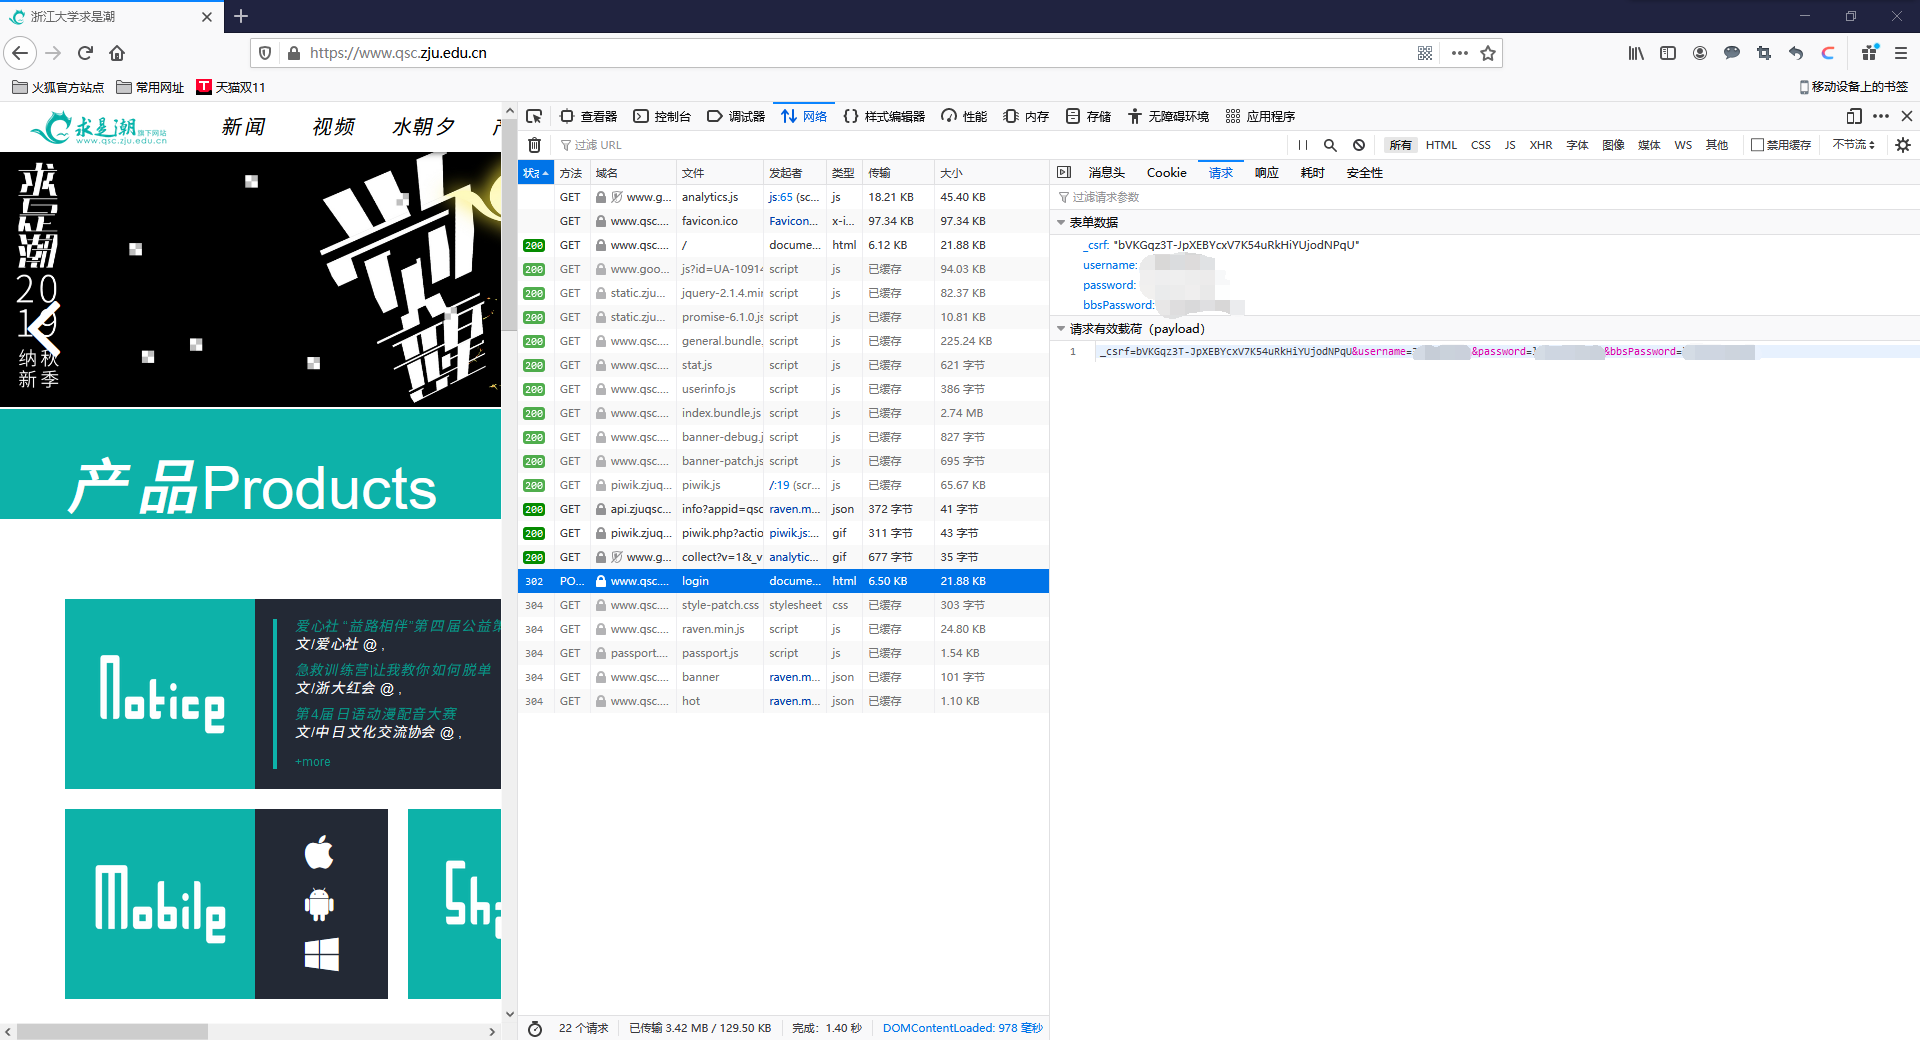 浙江大学求是潮
https://www.qsc.zju.edu.cn
火狐官方站点 常用网址 T 天猫双11 移动设备上的书签
求是潮 旗下网站 新闻 视频 水朝夕
www.qsc.zju.edu.cn
求是潮
20
19
纳秋
新季
产品Products
Notice
爱心社 “益路相伴”第四届公益第
文/爱心社 @ ,
急救训练营|让我教你如何脱单
文/浙大红会 @ ,
第4届日语动漫配音大赛
文/中日文化交流协会 @ ,
+more
Mobile
查看器 控制台 调试器 网络 样式编辑器 性能 内存 存储 无障碍环境 应用程序
过滤 URL 所有 HTML CSS JS XHR 字体 图像 媒体 WS 其他 禁用缓存 不节流
状态 方法 域名 文件 发起者 类型 传输 大小
GET www.g... analytics.js js:65 (sc... js 18.21 KB 45.40 KB
GET www.qsc.... favicon.ico Favicon... x-i... 97.34 KB 97.34 KB
200 GET www.qsc.... / docume... html 6.12 KB 21.88 KB
200 GET www.goo... js?id=UA-10914 script js 已缓存 94.03 KB
200 GET static.zju... jquery-2.1.4.min script js 已缓存 82.37 KB
200 GET static.zju... promise-6.1.0.js script js 已缓存 10.81 KB
200 GET www.qsc.... general.bundle. script js 已缓存 225.24 KB
200 GET www.qsc.... stat.js script js 已缓存 621 字节
200 GET www.qsc.... userinfo.js script js 已缓存 386 字节
200 GET www.qsc.... index.bundle.js script js 已缓存 2.74 MB
200 GET www.qsc.... banner-debug.j script js 已缓存 827 字节
200 GET www.qsc.... banner-patch.js script js 已缓存 695 字节
200 GET piwik.zjuq... piwik.js /:19 (scr... js 已缓存 65.67 KB
200 GET api.zjuqsc... info?appid=qsc raven.m... json 372 字节 41 字节
200 GET piwik.zjuq... piwik.php?actio piwik.js:... gif 311 字节 43 字节
200 GET www.g... collect?v=1&_v analytic... gif 677 字节 35 字节
302 PO... www.qsc.... login docume... html 6.50 KB 21.88 KB
304 GET www.qsc.... style-patch.css stylesheet css 已缓存 303 字节
304 GET www.qsc.... raven.min.js script js 已缓存 24.80 KB
304 GET passport.... passport.js script js 已缓存 1.54 KB
304 GET www.qsc.... banner raven.m... json 已缓存 101 字节
304 GET www.qsc.... hot raven.m... json 已缓存 1.10 KB
22 个请求 已传输 3.42 MB / 129.50 KB 完成: 1.40 秒 DOMContentLoaded: 978 毫秒
消息头 Cookie 请求 响应 耗时 安全性
过滤请求参数
表单数据
_csrf: "bVKGqz3T-JpXEBYcxV7K54uRkHiYUjodNPqU"
username:
password:
bbsPassword:
请求有效载荷 (payload)
1 _csrf=bVKGqz3T-JpXEBYcxV7K54uRkHiYUjodNPqU&username= &password= &bbsPassword=